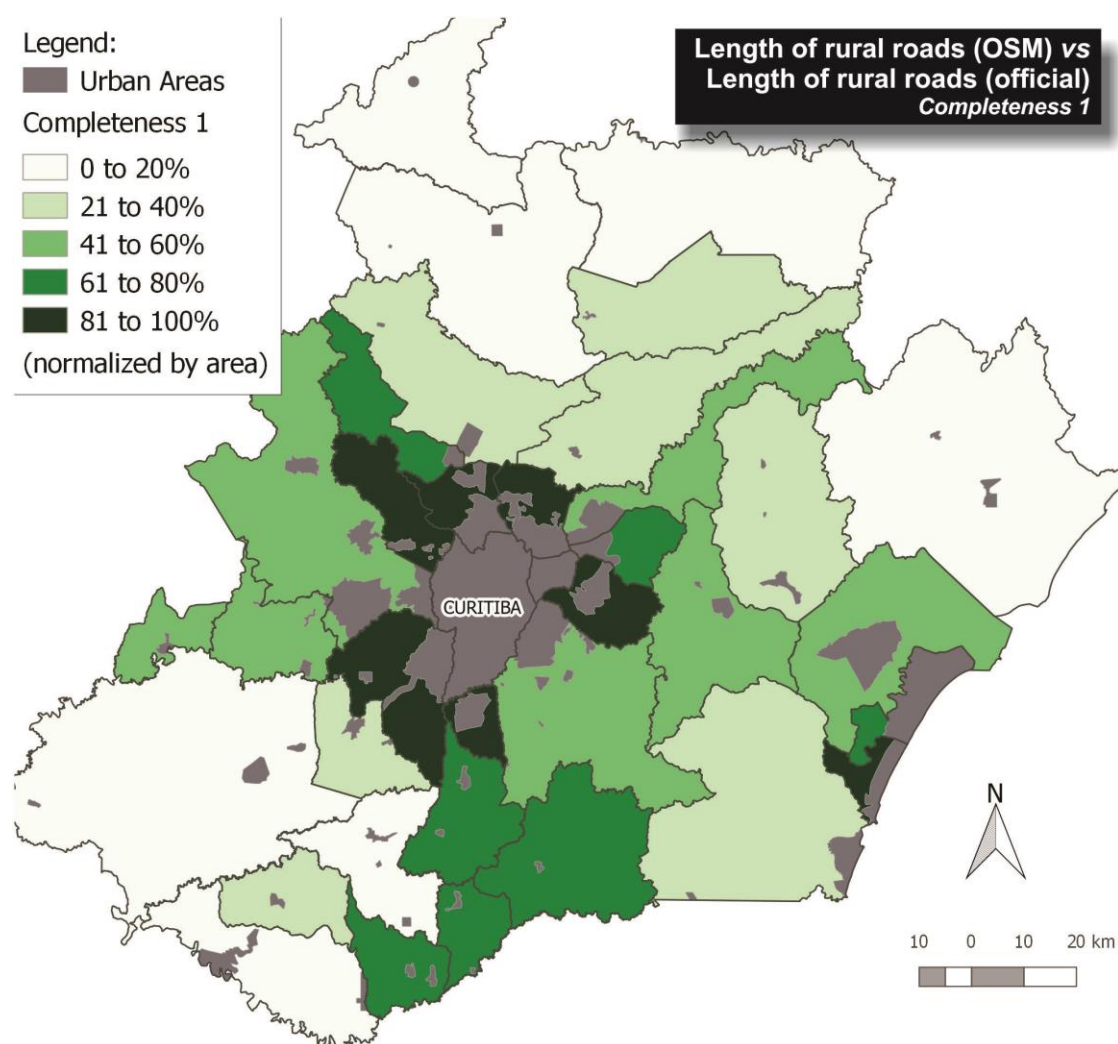 Legend:
Urban Areas
Completeness 1
0 to 20%
21 to 40%
41 to 60%
61 to 80%
81 to 100%
(normalized by area)
Length of rural roads (OSM) vs
Length of rural roads (official)
Completeness 1
CURITIBA
N
10 0 10 20 km